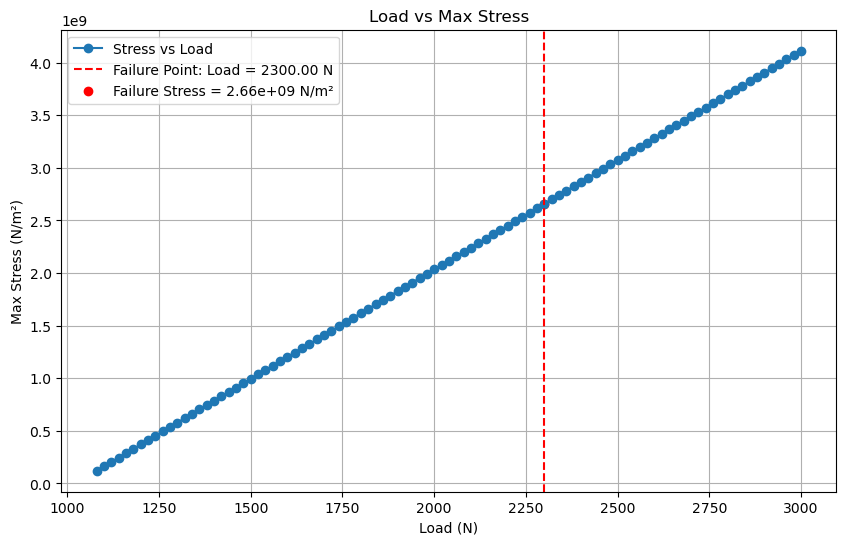 Load vs Max Stress
1e9
Stress vs Load
Failure Point: Load = 2300.00 N
Failure Stress = 2.66e+09 N/m²
4.0
3.5
3.0
2.5
2.0
1.5
1.0
0.5
0.0
Max Stress (N/m²)
1000 1250 1500 1750 2000 2250 2500 2750 3000
Load (N)